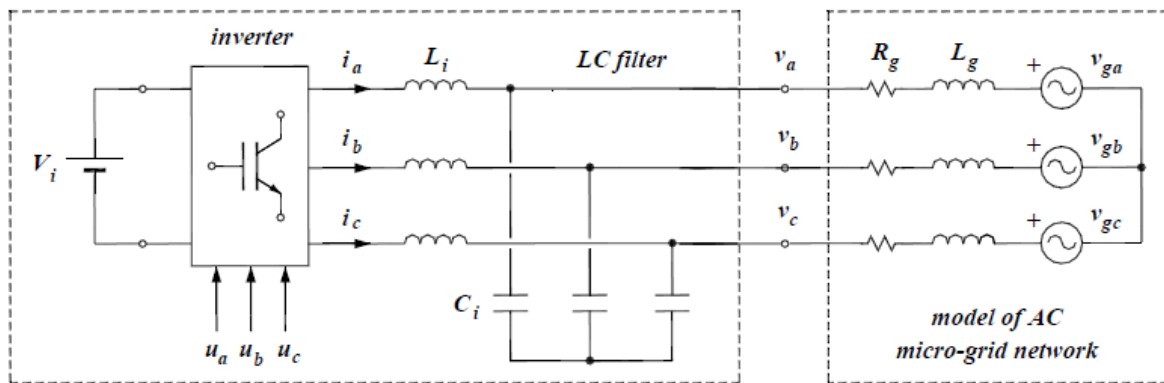 inverter
i_a
L_i
LC filter
v_a
R_g
L_g
+
v_ga
V_i
i_b
v_b
+
v_gb
i_c
v_c
+
v_gc
C_i
u_a u_b u_c
model of AC
micro-grid network